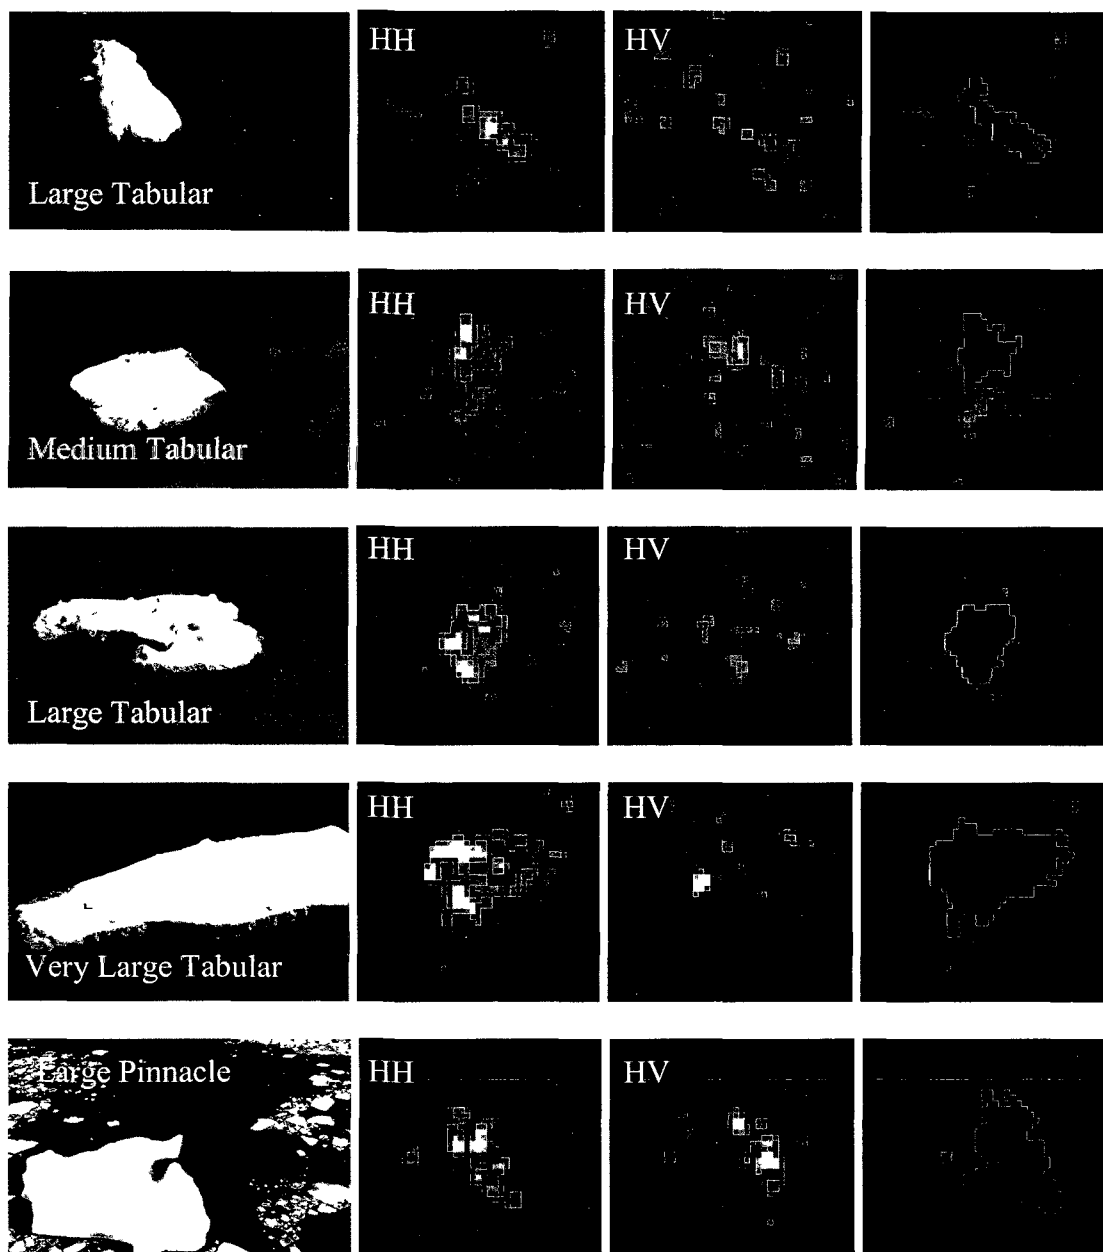 HH
HV
Large Tabular
HH
HV
Medium Tabular
HH
HV
Large Tabular
HH
HV
Very Large Tabular
Large Pinnacle
HH
HV